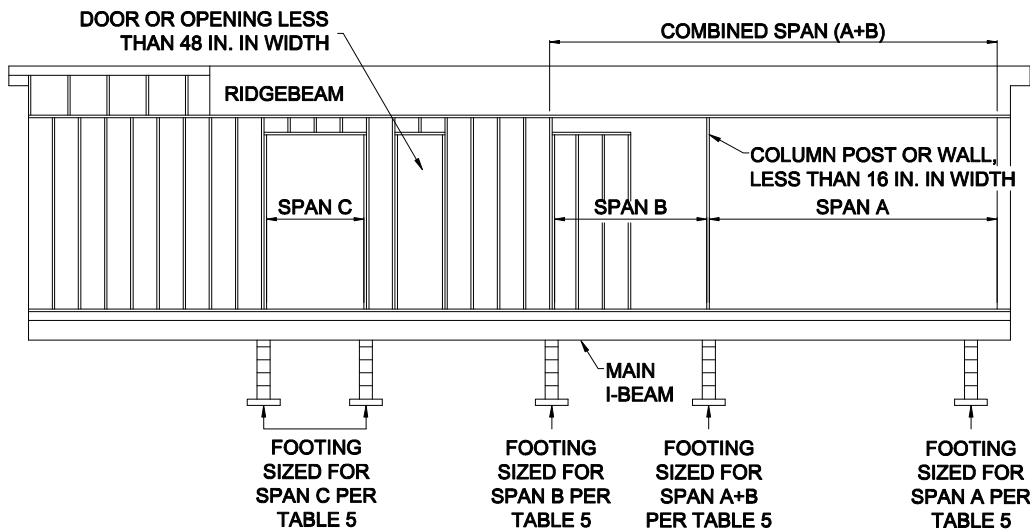 DOOR OR OPENING LESS
THAN 48 IN. IN WIDTH
COMBINED SPAN (A+B)
RIDGEBEAM
COLUMN POST OR WALL,
LESS THAN 16 IN. IN WIDTH
SPAN C
SPAN B
SPAN A
MAIN
I-BEAM
FOOTING
SIZED FOR
SPAN C PER
TABLE 5
FOOTING
SIZED FOR
SPAN B PER
TABLE 5
FOOTING
SIZED FOR
SPAN A+B
PER TABLE 5
FOOTING
SIZED FOR
SPAN A PER
TABLE 5